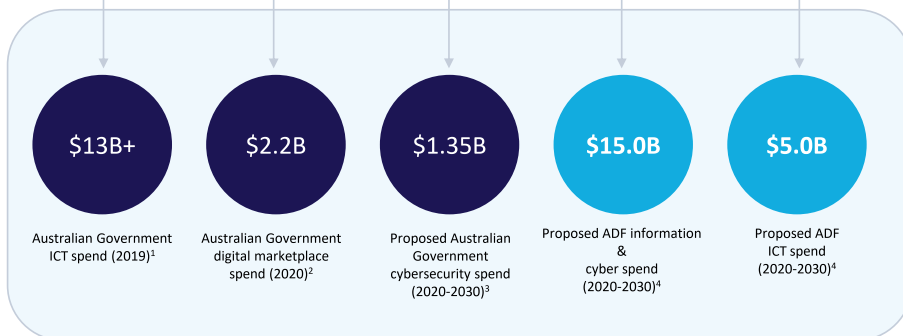 $13B+
$2.2B
$1.35B
$15.0B
$5.0B
Australian Government
ICT spend (2019)¹
Australian Government
digital marketplace
spend (2020)²
Proposed Australian
Government
cybersecurity spend
(2020-2030)³
Proposed ADF information
&
cyber spend
(2020-2030)⁴
Proposed ADF
ICT spend
(2020-2030)⁴